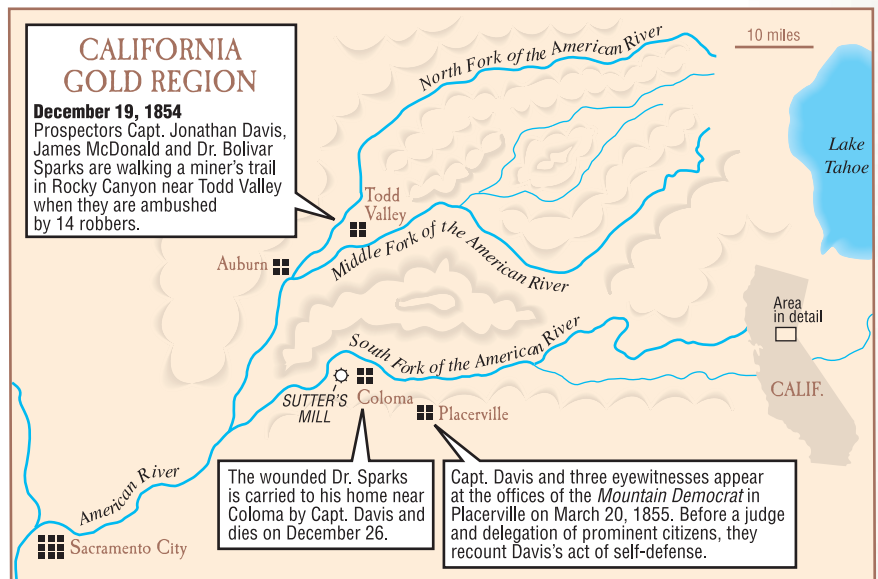 CALIFORNIA
GOLD REGION
December 19, 1854
Prospectors Capt. Jonathan Davis,
James McDonald and Dr. Bolivar
Sparks are walking a miner's trail
in Rocky Canyon near Todd Valley
when they are ambushed
by 14 robbers.
North Fork of the American River
10 miles
Lake
Tahoe
Todd
Valley
Auburn
Middle Fork of the American River
Area
in detail
CALIF.
South Fork of the American River
SUTTER'S
MILL
Coloma
Placerville
The wounded Dr. Sparks
is carried to his home near
Coloma by Capt. Davis and
dies on December 26.
Capt. Davis and three eyewitnesses appear
at the offices of the Mountain Democrat in
Placerville on March 20, 1855. Before a judge
and delegation of prominent citizens, they
recount Davis's act of self-defense.
American River
Sacramento City